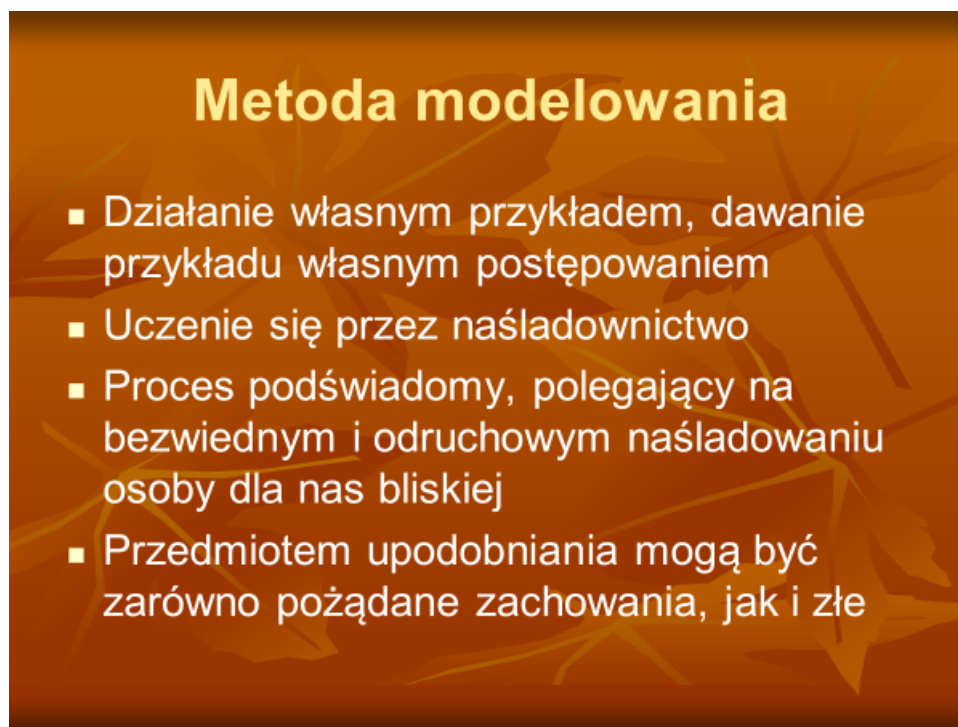 Metoda modelowania
Działanie własnym przykładem, dawanie
przykładu własnym postępowaniem
Uczenie się przez naśladownictwo
Proces podświadomy, polegający na
bezwiednym i odruchowym naśladowaniu
osoby dla nas bliskiej
Przedmiotem upodobniania mogą być
zarówno pożądane zachowania, jak i złe